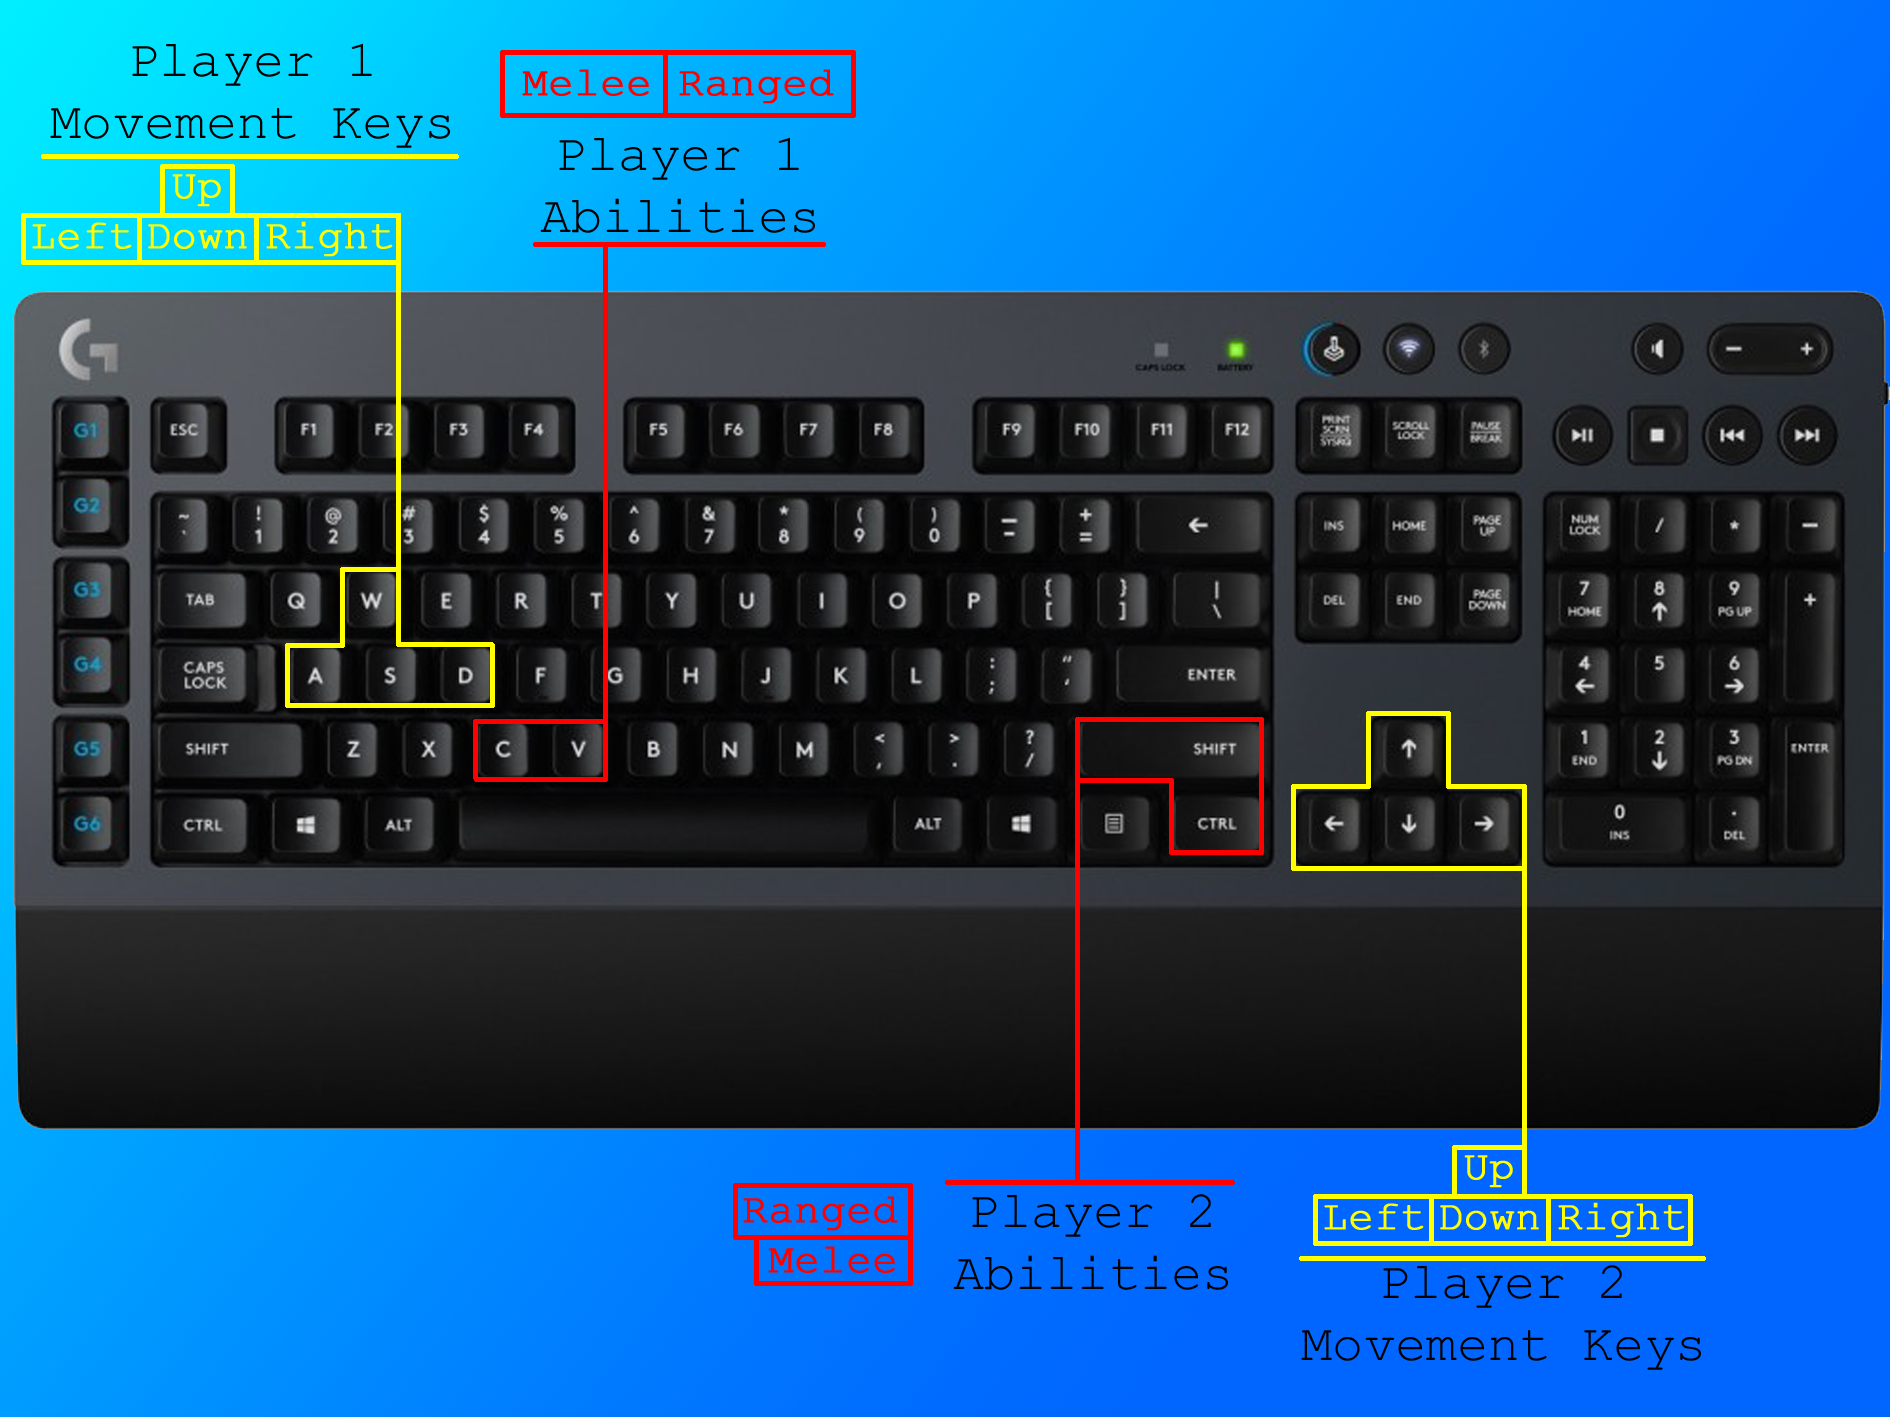 Player 1
Movement Keys
Up
Left Down Right
Melee Ranged
Player 1
Abilities
G
CAPS LOCK BATTERY
− +
G1 ESC F1 F2 F3 F4 F5 F6 F7 F8 F9 F10 F11 F12 PRINT SCRN SYSRQ SCROLL LOCK PAUSE BREAK
G2 ~ ` ! 1 @ 2 # 3 $ 4 % 5 ^ 6 & 7 * 8 ( 9 ) 0 − = + = ← INS HOME PAGE UP NUM LOCK / * −
G3 TAB Q W E R T Y U I O P { [ } ] | \ DEL END PAGE DOWN 7 HOME 8 ↑ 9 PG UP +
G4 CAPS LOCK A S D F G H J K L : ; " ' ENTER 4 ← 5 6 →
G5 SHIFT Z X C V B N M < , > . ? / SHIFT ↑ 1 END 2 ↓ 3 PG DN ENTER
G6 CTRL ALT ALT CTRL ← ↓ → 0 INS . DEL
Ranged
Melee
Player 2
Abilities
Up
Left Down Right
Player 2
Movement Keys